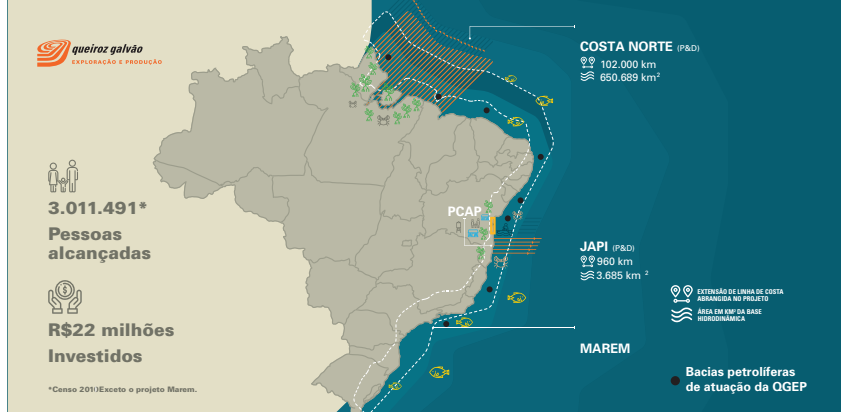 queiroz galvão
EXPLORAÇÃO E PRODUÇÃO
3.011.491*
Pessoas
alcançadas
R$22 milhões
Investidos
*Censo 2010Exceto o projeto Marem.
PCAP
COSTA NORTE (P&D)
102.000 km
650.689 km²
JAPI (P&D)
960 km
3.685 km ²
MAREM
EXTENSÃO DE LINHA DE COSTA
ABRANGIDA NO PROJETO
ÁREA EM KM² DA BASE
HIDRODINÂMICA
Bacias petrolíferas
de atuação da QGEP